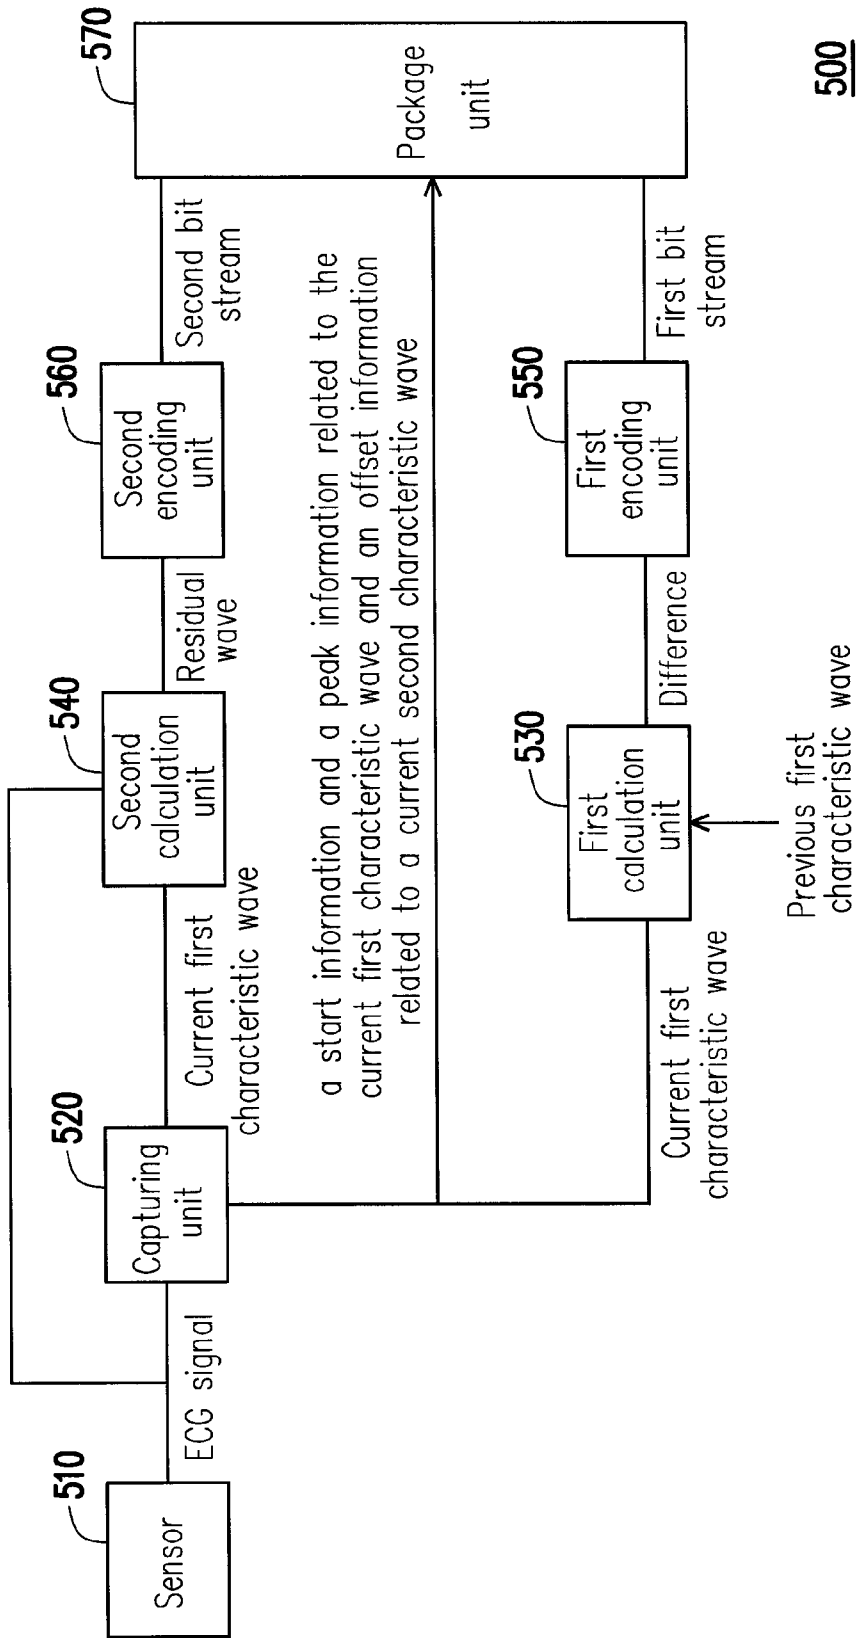 510
Sensor
ECG signal
520
Capturing
unit
Current first
characteristic wave
540
Second
calculation
unit
Residual
wave
560
Second
encoding
unit
Second bit
stream
570
Package
unit
a start information and a peak information related to the
current first characteristic wave and an offset information
related to a current second characteristic wave
Current first
characteristic wave
530
First
calculation
unit
Previous first
characteristic wave
Difference
550
First
encoding
unit
First bit
stream
500